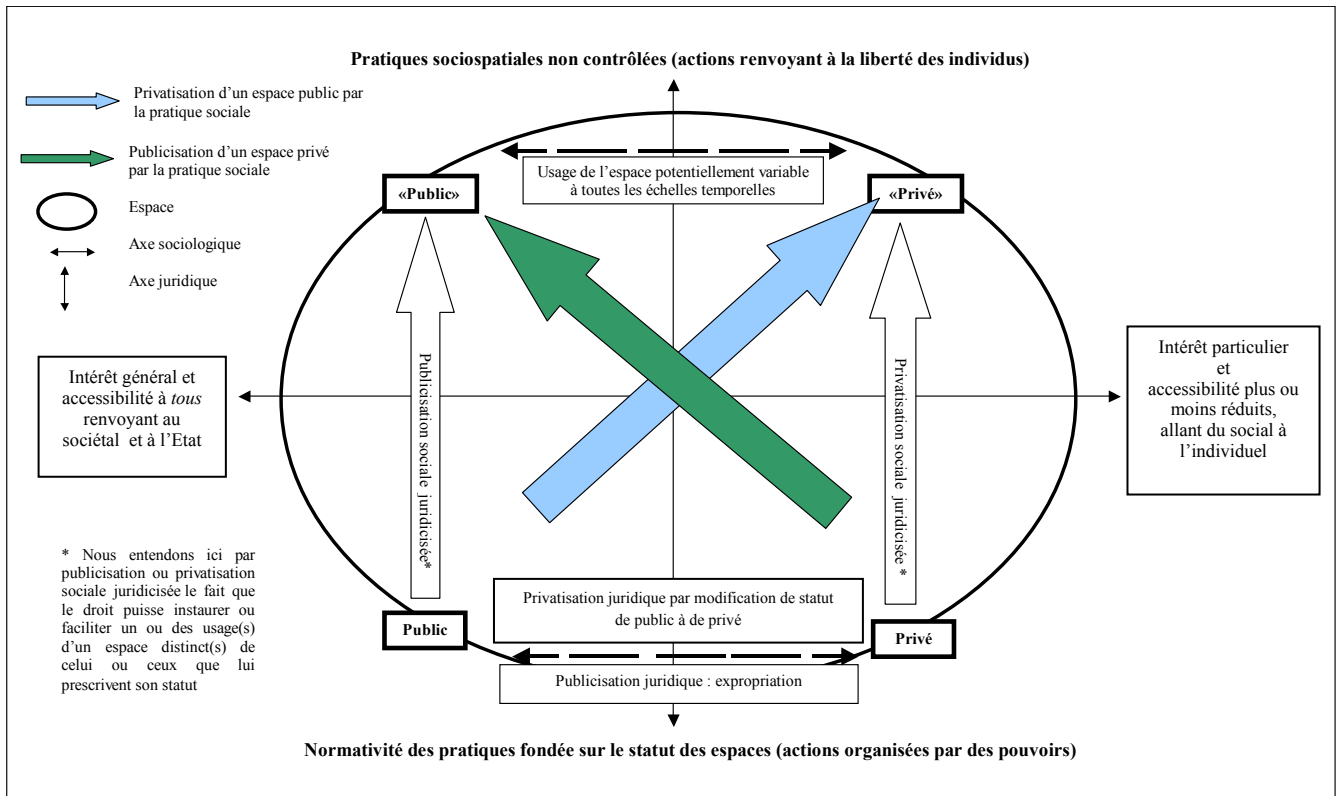 Pratiques sociospatiales non contrôlées (actions renvoyant à la liberté des individus)
Privatisation d’un espace public par
la pratique sociale
Publicisation d’un espace privé
par la pratique sociale
Espace
Axe sociologique
Axe juridique
Usage de l’espace potentiellement variable
à toutes les échelles temporelles
«Public»
«Privé»
Publicisation sociale juridicisée*
Privatisation sociale juridicisée *
Intérêt général et
accessibilité à tous
renvoyant au
sociétal et à l’Etat
Intérêt particulier
et
accessibilité plus ou
moins réduits,
allant du social à
l’individuel
* Nous entendons ici par
publicisation ou privatisation
sociale juridicisée le fait que
le droit puisse instaurer ou
faciliter un ou des usage(s)
d’un espace distinct(s) de
celui ou ceux que lui
prescrivent son statut
Privatisation juridique par modification de statut
de public à de privé
Public
Privé
Publicisation juridique : expropriation
Normativité des pratiques fondée sur le statut des espaces (actions organisées par des pouvoirs)